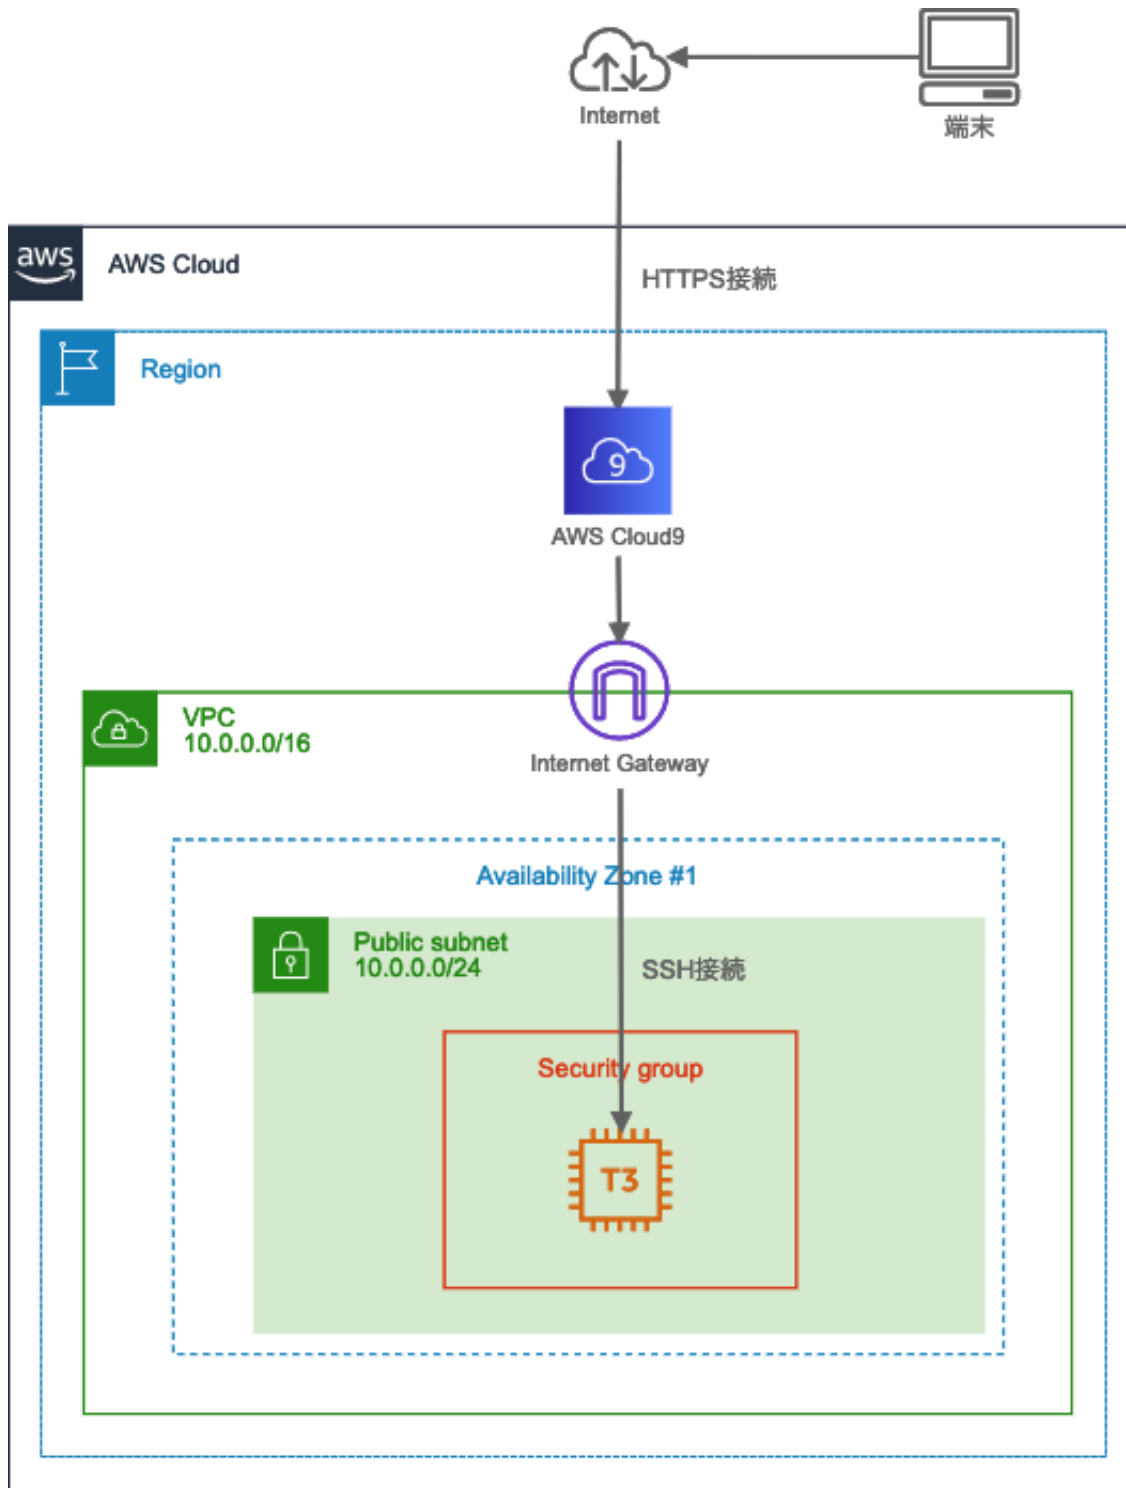 Internet
端末
aws
AWS Cloud
HTTPS接続
Region
9
AWS Cloud9
VPC
10.0.0.0/16
Internet Gateway
Availability Zone #1
Public subnet
10.0.0.0/24
SSH接続
Security group
T3